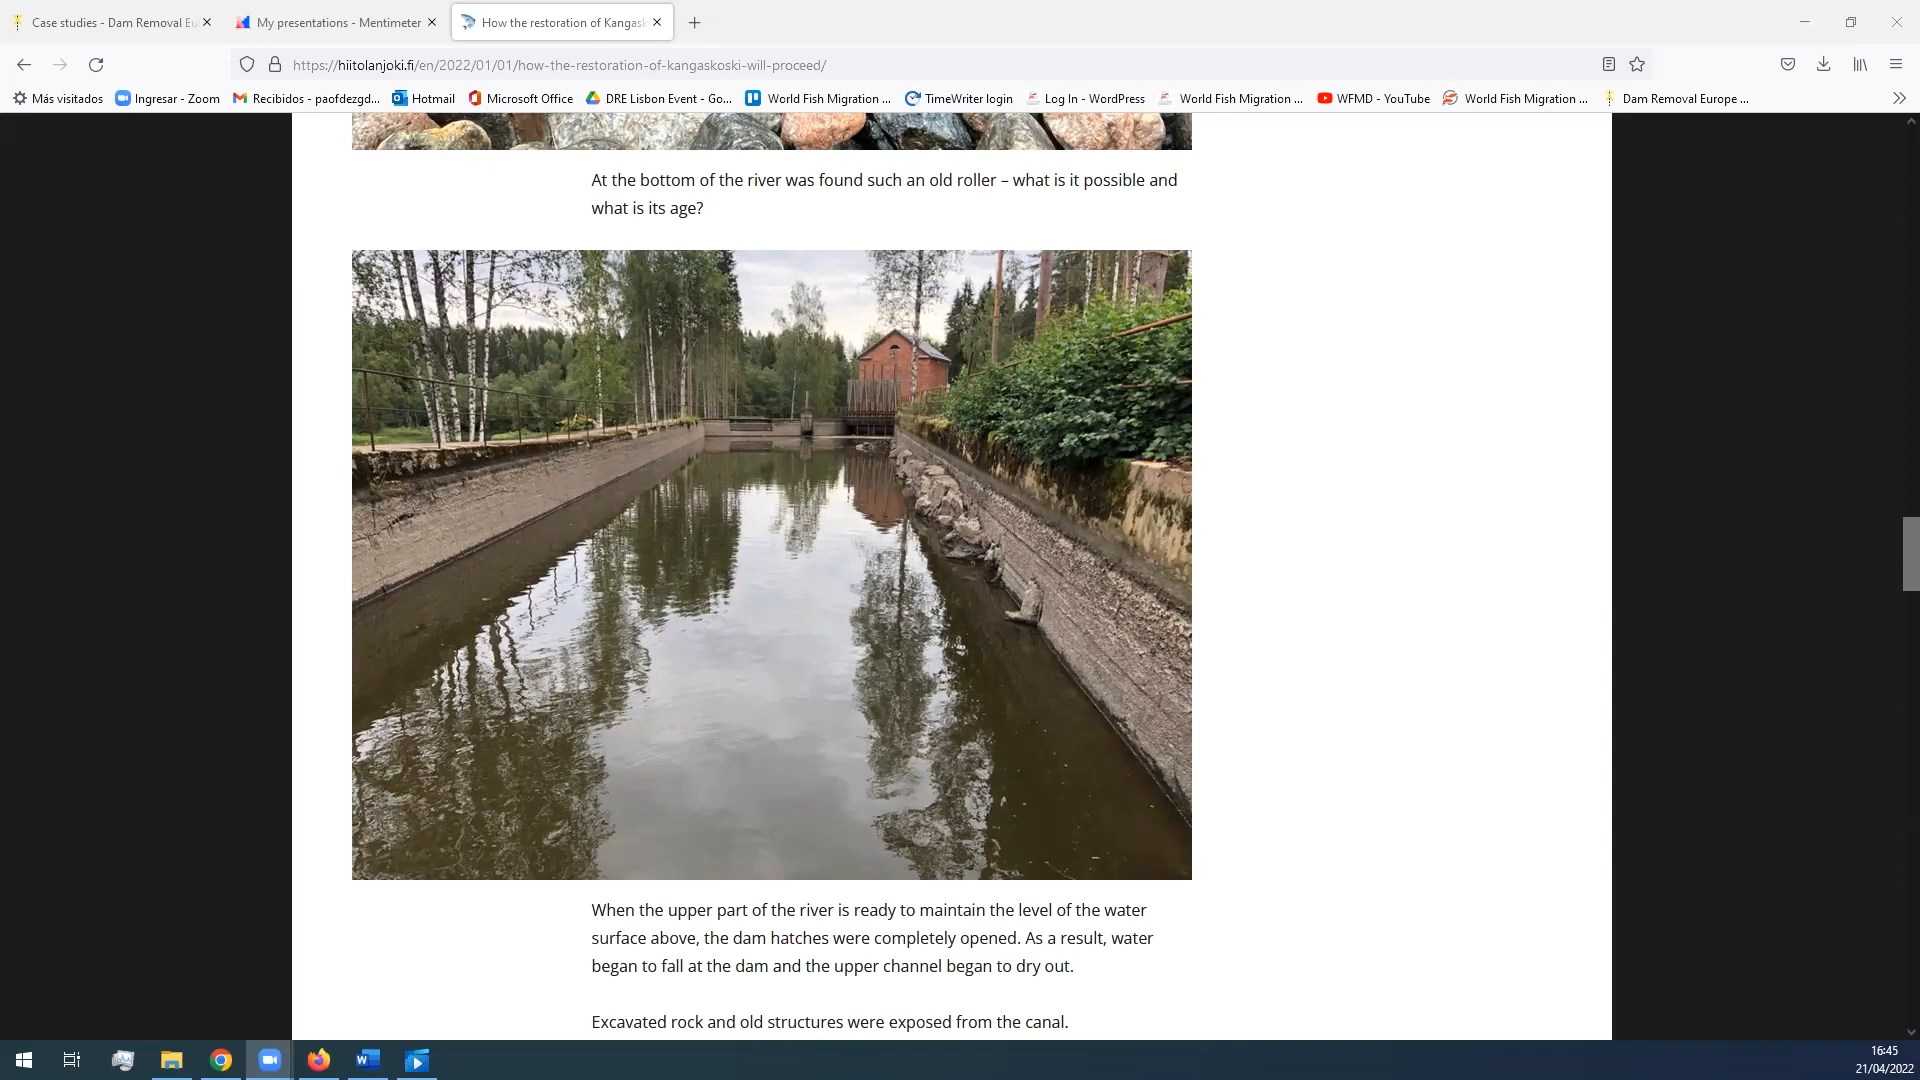 Case studies - Dam Removal Eu
My presentations - Mentimeter
How the restoration of Kangask
https://hiitolanjoki.fi/en/2022/01/01/how-the-restoration-of-kangaskoski-will-proceed/
Más visitados
Ingresar - Zoom
Recibidos - paofdezgd...
Hotmail
Microsoft Office
DRE Lisbon Event - Go...
World Fish Migration ...
TimeWriter login
Log In - WordPress
World Fish Migration ...
WFMD - YouTube
World Fish Migration ...
Dam Removal Europe ...
At the bottom of the river was found such an old roller – what is it possible and
what is its age?
When the upper part of the river is ready to maintain the level of the water
surface above, the dam hatches were completely opened. As a result, water
began to fall at the dam and the upper channel began to dry out.
Excavated rock and old structures were exposed from the canal.
16:45
21/04/2022